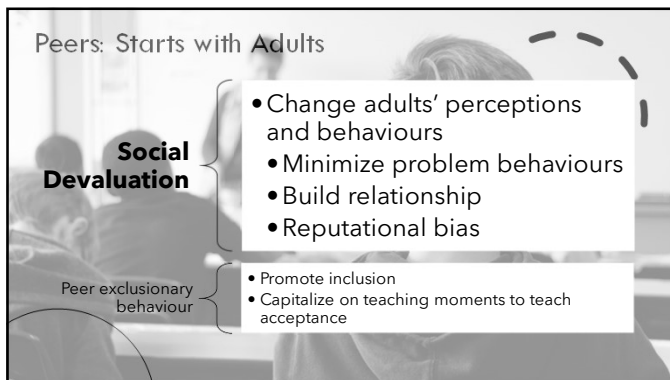 Peers: Starts with Adults
Social
Devaluation
• Change adults' perceptions
and behaviours
• Minimize problem behaviours
• Build relationship
• Reputational bias
Peer exclusionary
behaviour
• Promote inclusion
• Capitalize on teaching moments to teach
acceptance